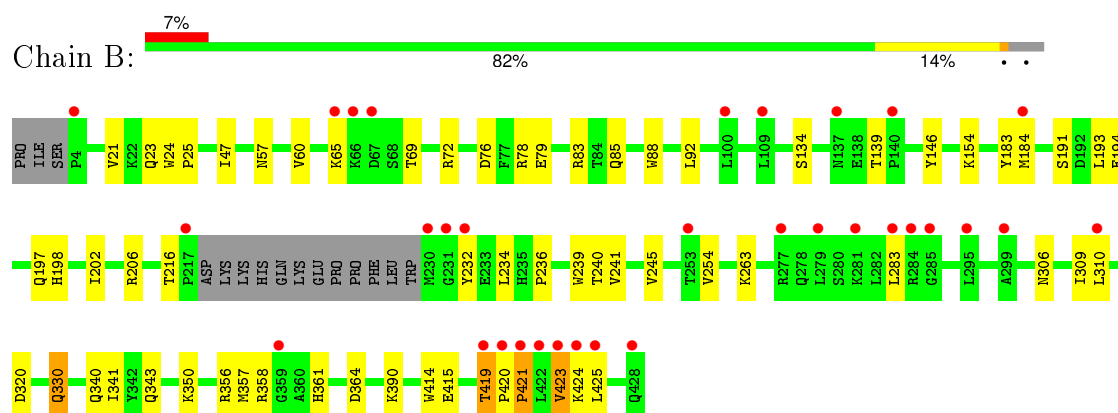 7%
Chain B:
82% 14% • •
PRO ILE SER P4 V21 K22 Q23 W24 P25 I47 N57 V60 K65 K66 D67 S68 T69 R72 D76 F77 R78 E79 R83 T84 Q85 W88 L92 L100 L109 S134 N137 E138 T139 P140 Y146 K154 Y183 M184 S191 D192 L193 E194
Q197 H198 I202 R206 T216 P217 ASP LYS LYS HIS GLN LYS GLU PRO PRO PHE LEU TRP M230 G231 Y232 E233 L234 H235 P236 W239 T240 V241 V245 T253 V254 K263 R277 Q278 L279 S280 K281 L282 L283 R284 G285 L295 A299 N306 I309 L310
D320 Q330 Q340 I341 Y342 Q343 K350 R356 M357 R358 G359 A360 H361 D364 K390 W414 E415 T419 P420 P421 L422 V423 K424 L425 Q428